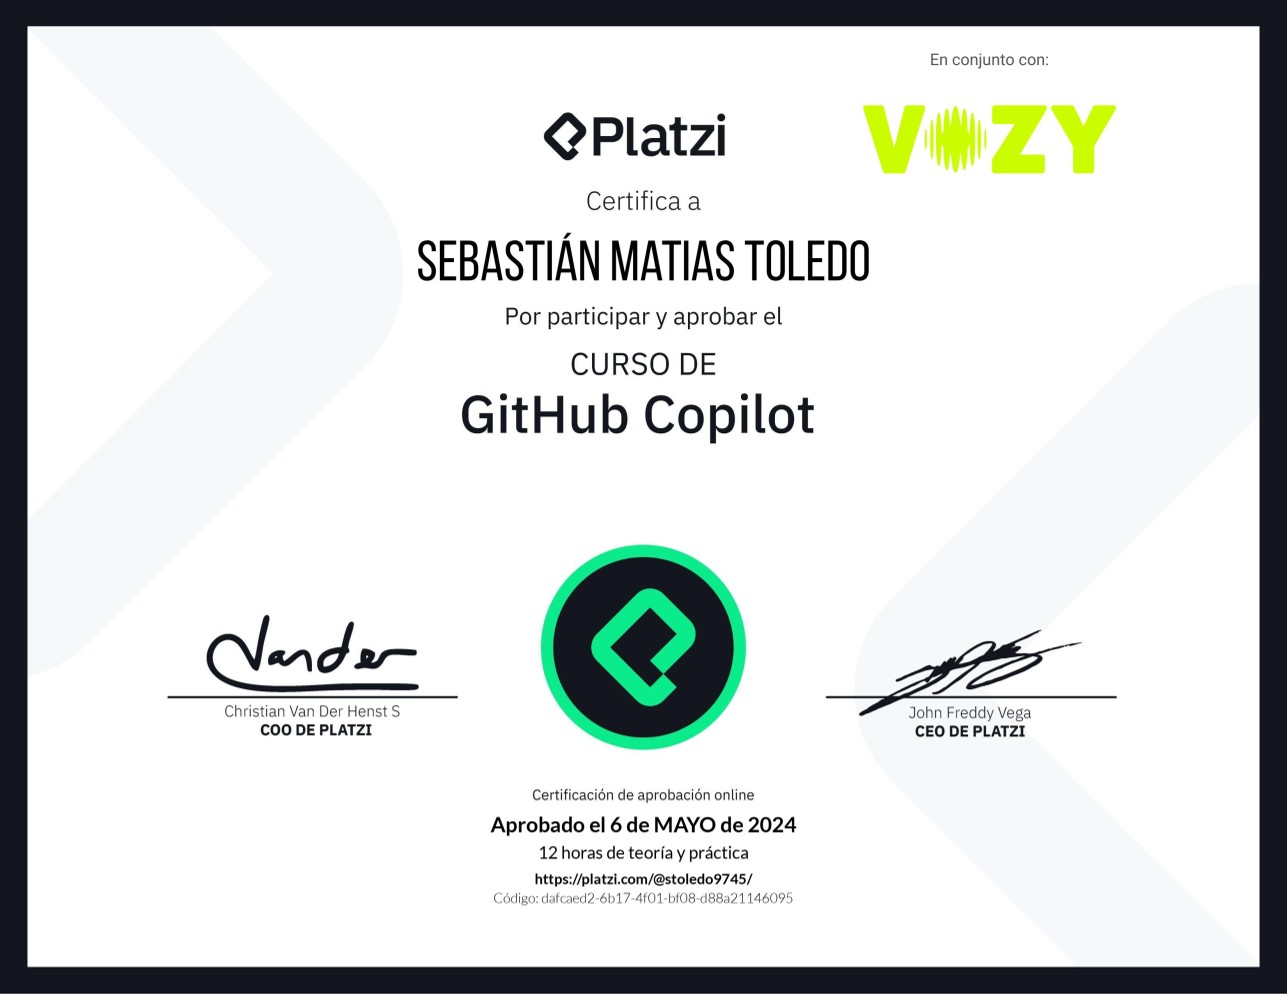 En conjunto con:
Platzi
VOZY
Certifica a
SEBASTIÁN MATIAS TOLEDO
Por participar y aprobar el
CURSO DE
GitHub Copilot
Vander
Christian Van Der Henst S
COO DE PLATZI
John Freddy Vega
CEO DE PLATZI
Certificación de aprobación online
Aprobado el 6 de MAYO de 2024
12 horas de teoría y práctica
https://platzi.com/@stoledo9745/
Código: dafcaed2-6b17-4f01-bf08-d88a21146095